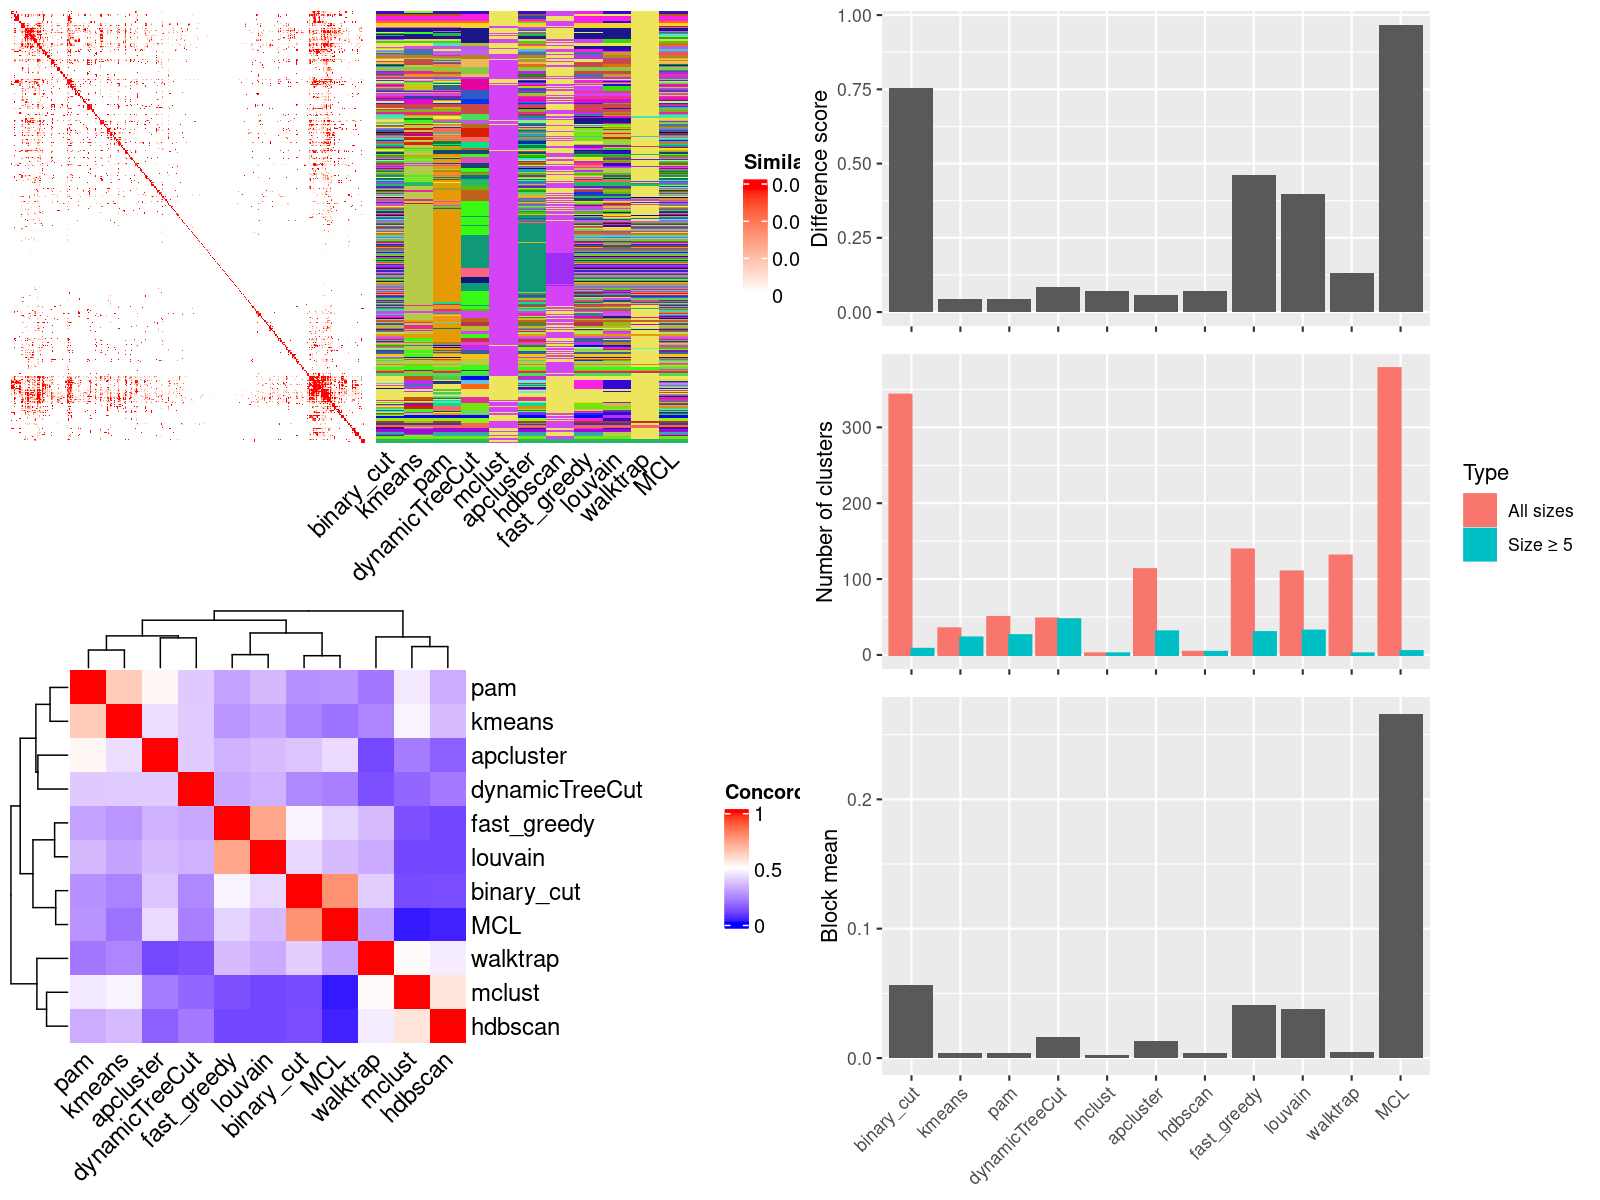 Simila
0.0
0.0
0.0
0
binary_cut
kmeans
pam
dynamicTreeCut
mclust
apcluster
hdbscan
fast_greedy
louvain
walktrap
MCL
pam
kmeans
apcluster
dynamicTreeCut
fast_greedy
louvain
binary_cut
MCL
walktrap
mclust
hdbscan
pam
kmeans
apcluster
dynamicTreeCut
fast_greedy
louvain
binary_cut
MCL
walktrap
mclust
hdbscan
Concord
1
0.5
0
Difference score
1.00
0.75
0.50
0.25
0.00
Number of clusters
300
200
100
0
Type
All sizes
Size ≥ 5
Block mean
0.2
0.1
0.0
binary_cut
kmeans
pam
dynamicTreeCut
mclust
apcluster
hdbscan
fast_greedy
louvain
walktrap
MCL